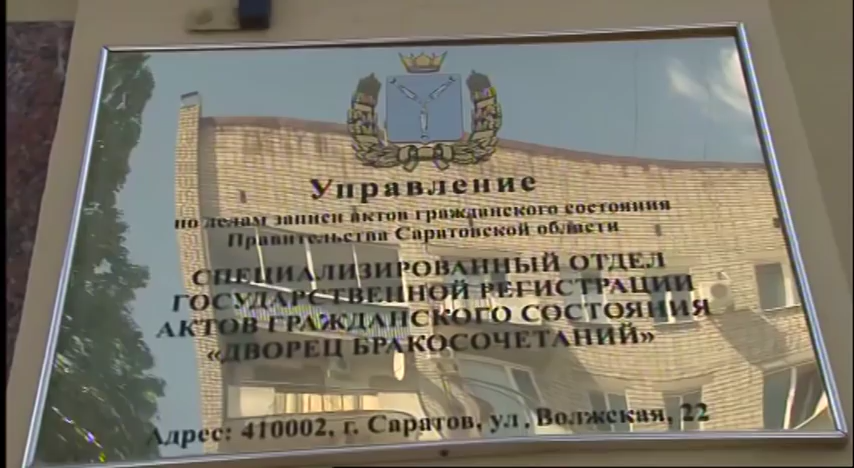 Управление
по делам записи актов гражданского состояния
Правительства Саратовской области
СПЕЦИАЛИЗИРОВАННЫЙ ОТДЕЛ
ГОСУДАРСТВЕННОЙ РЕГИСТРАЦИИ
АКТОВ ГРАЖДАНСКОГО СОСТОЯНИЯ
«ДВОРЕЦ БРАКОСОЧЕТАНИЙ»
Адрес: 410002, г. Саратов, ул. Волжская, 22